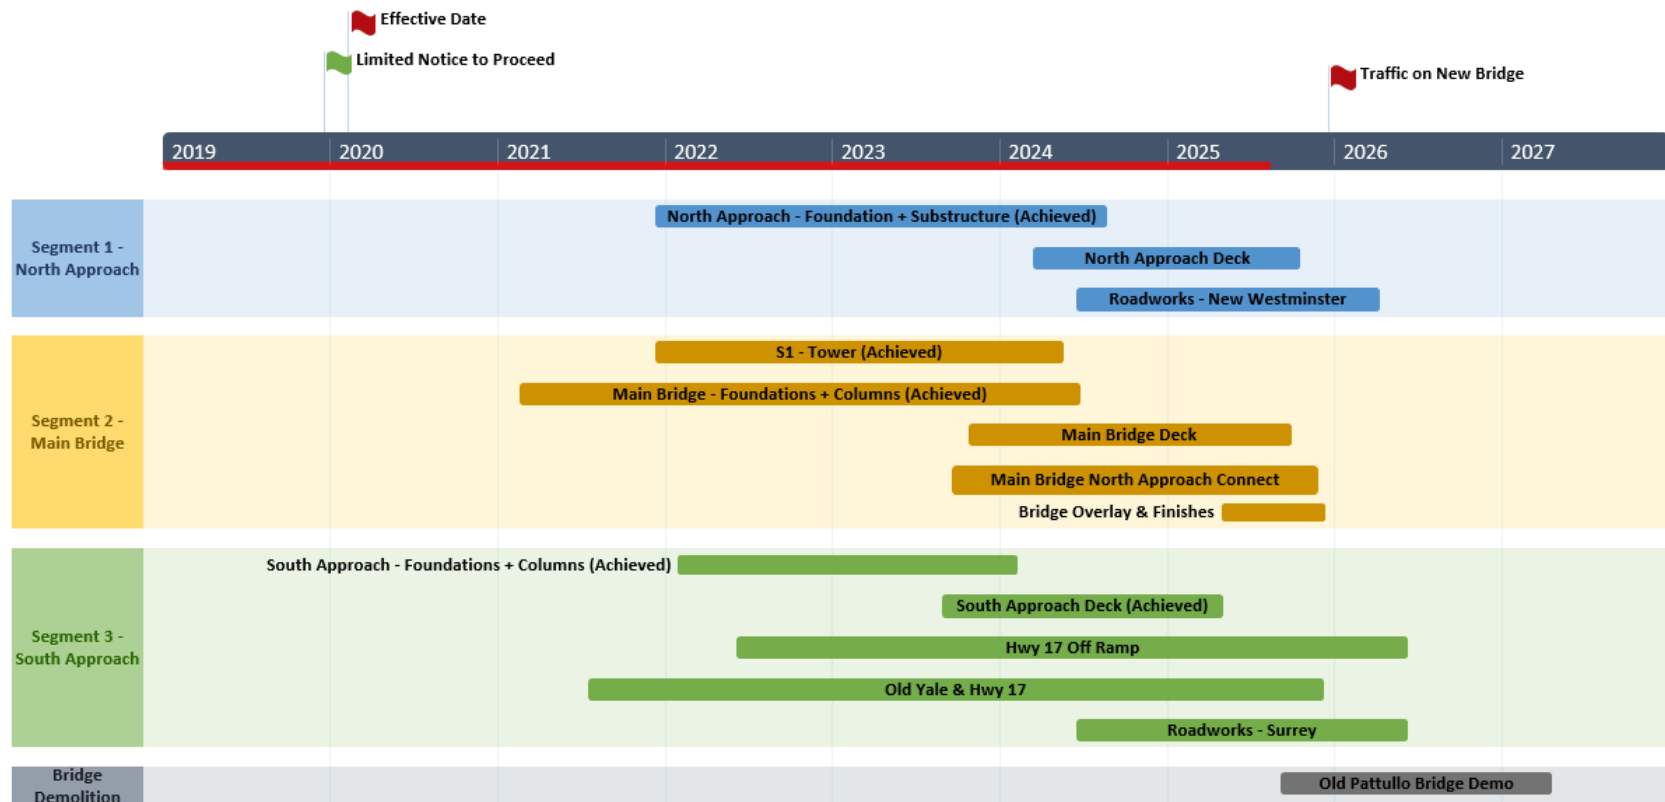 Effective Date
Limited Notice to Proceed
Traffic on New Bridge
2019 2020 2021 2022 2023 2024 2025 2026 2027
Segment 1 -
North Approach
North Approach - Foundation + Substructure (Achieved)
North Approach Deck
Roadworks - New Westminster
Segment 2 -
Main Bridge
S1 - Tower (Achieved)
Main Bridge - Foundations + Columns (Achieved)
Main Bridge Deck
Main Bridge North Approach Connect
Bridge Overlay & Finishes
Segment 3 -
South Approach
South Approach - Foundations + Columns (Achieved)
South Approach Deck (Achieved)
Hwy 17 Off Ramp
Old Yale & Hwy 17
Roadworks - Surrey
Bridge
Demolition
Old Pattullo Bridge Demo